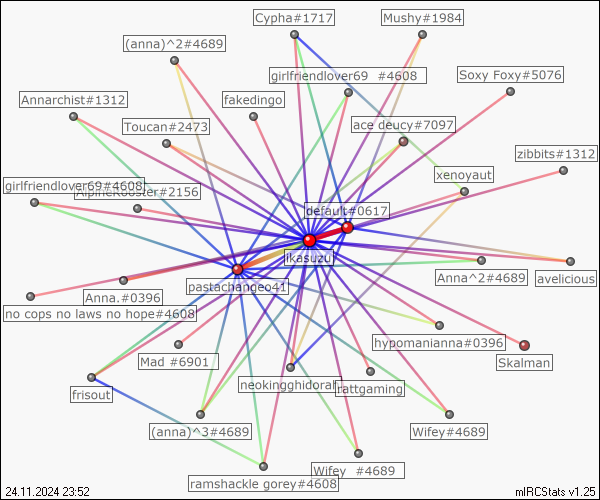 Cypha#1717
Mushy#1984
(anna)^2#4689
girlfriendlover69 #4608
Soxy Foxy#5076
Annarchist#1312
fakedingo
Toucan#2473
ace deucy#7097
zibbits#1312
xenoyaut
girlfriendlover69#4608
AlpineRooster#2156
default#0617
ikasuzu
Anna^2#4689
avelicious
pastachangeo41
Anna.#0396
no cops no laws no hope#4608
hypomanianna#0396
Mad #6901
Skalman
neokingghidorah
rattgaming
frisout
(anna)^3#4689
Wifey#4689
Wifey #4689
ramshackle gorey#4608
24.11.2024 23:52
mIRCStats v1.25